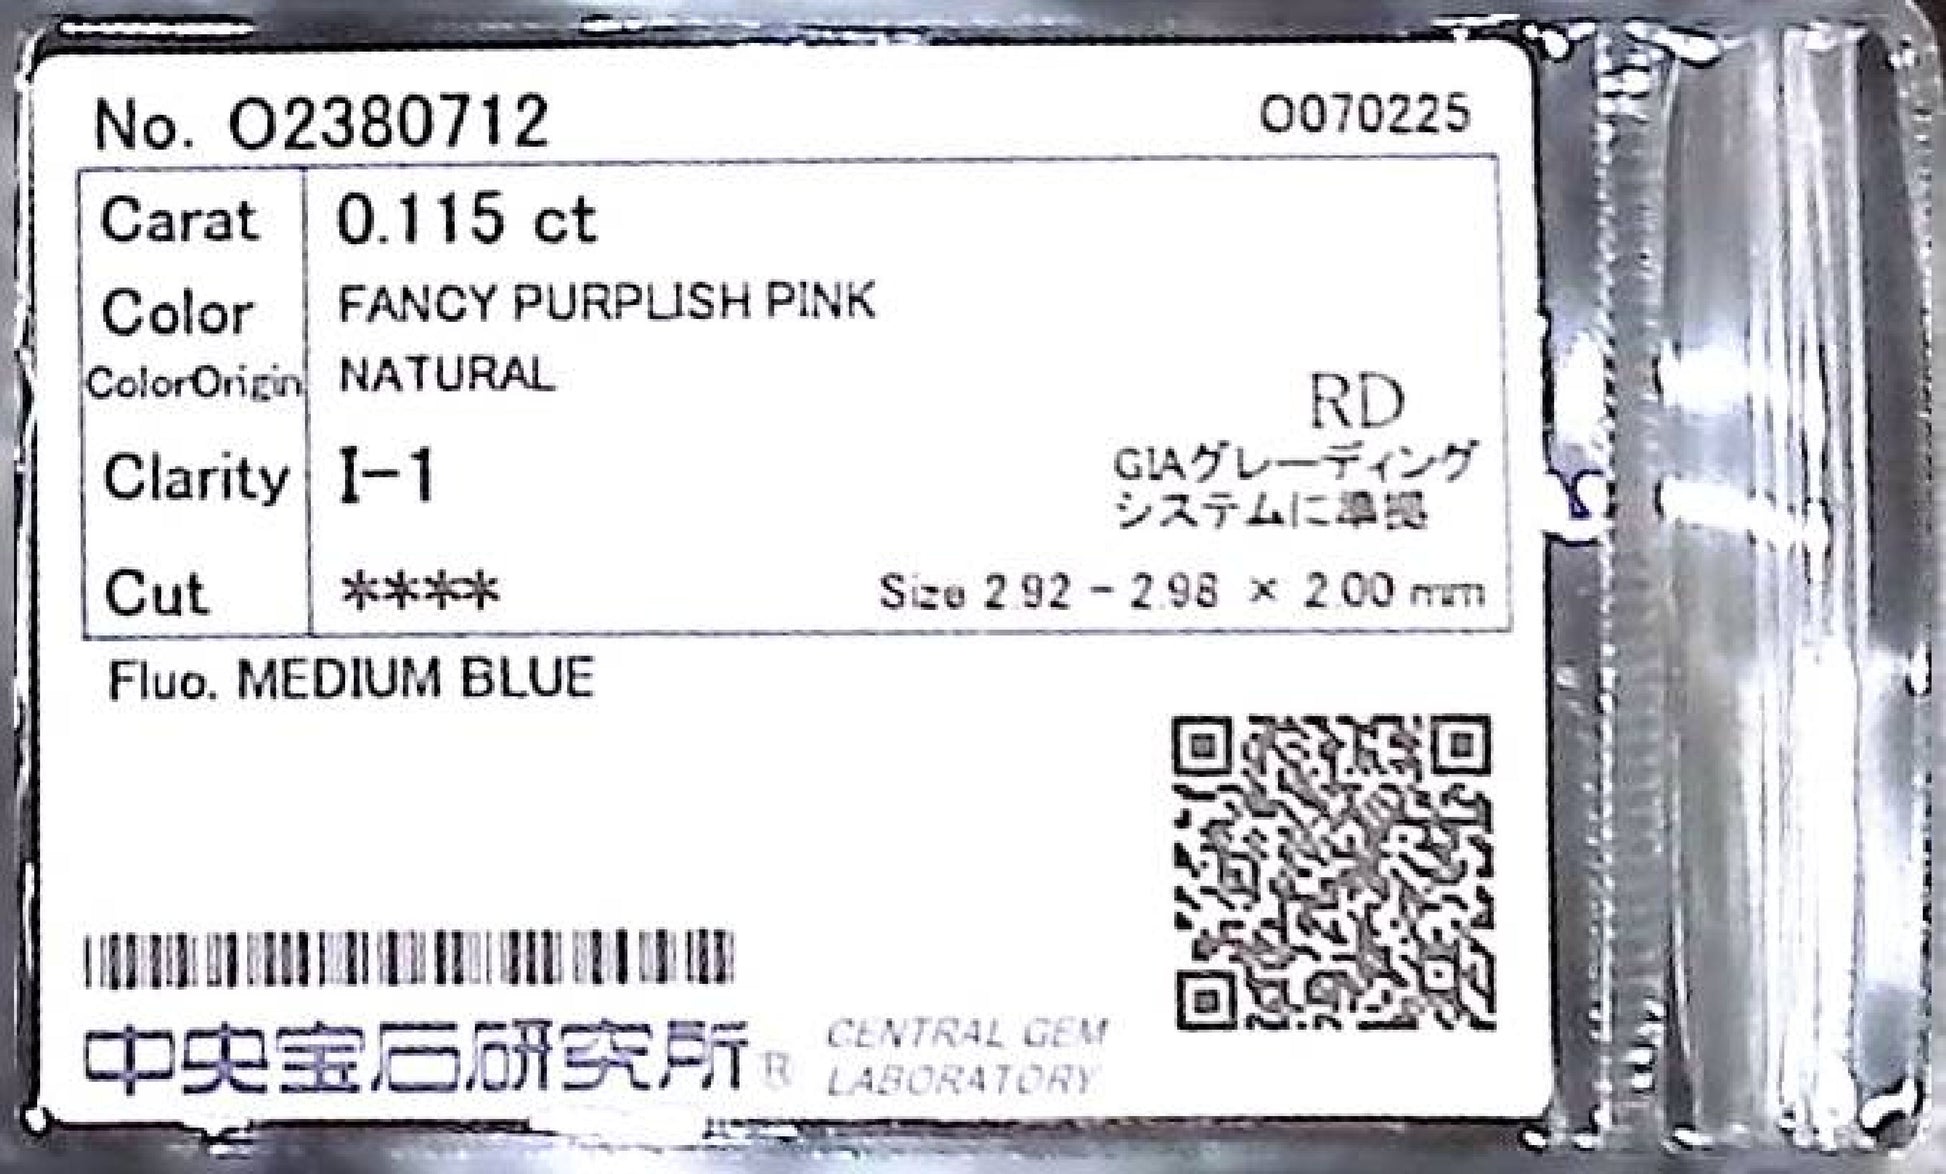 No. O2380712
O070225
Carat 0.115 ct
Color FANCY PURPLISH PINK
ColorOrigin NATURAL
RD
GIAグレーディング
システムに準拠
Clarity I-1
Cut ****
Size 2.92 - 2.98 × 2.00 mm
Fluo. MEDIUM BLUE
中央宝石研究所® CENTRAL GEM
LABORATORY